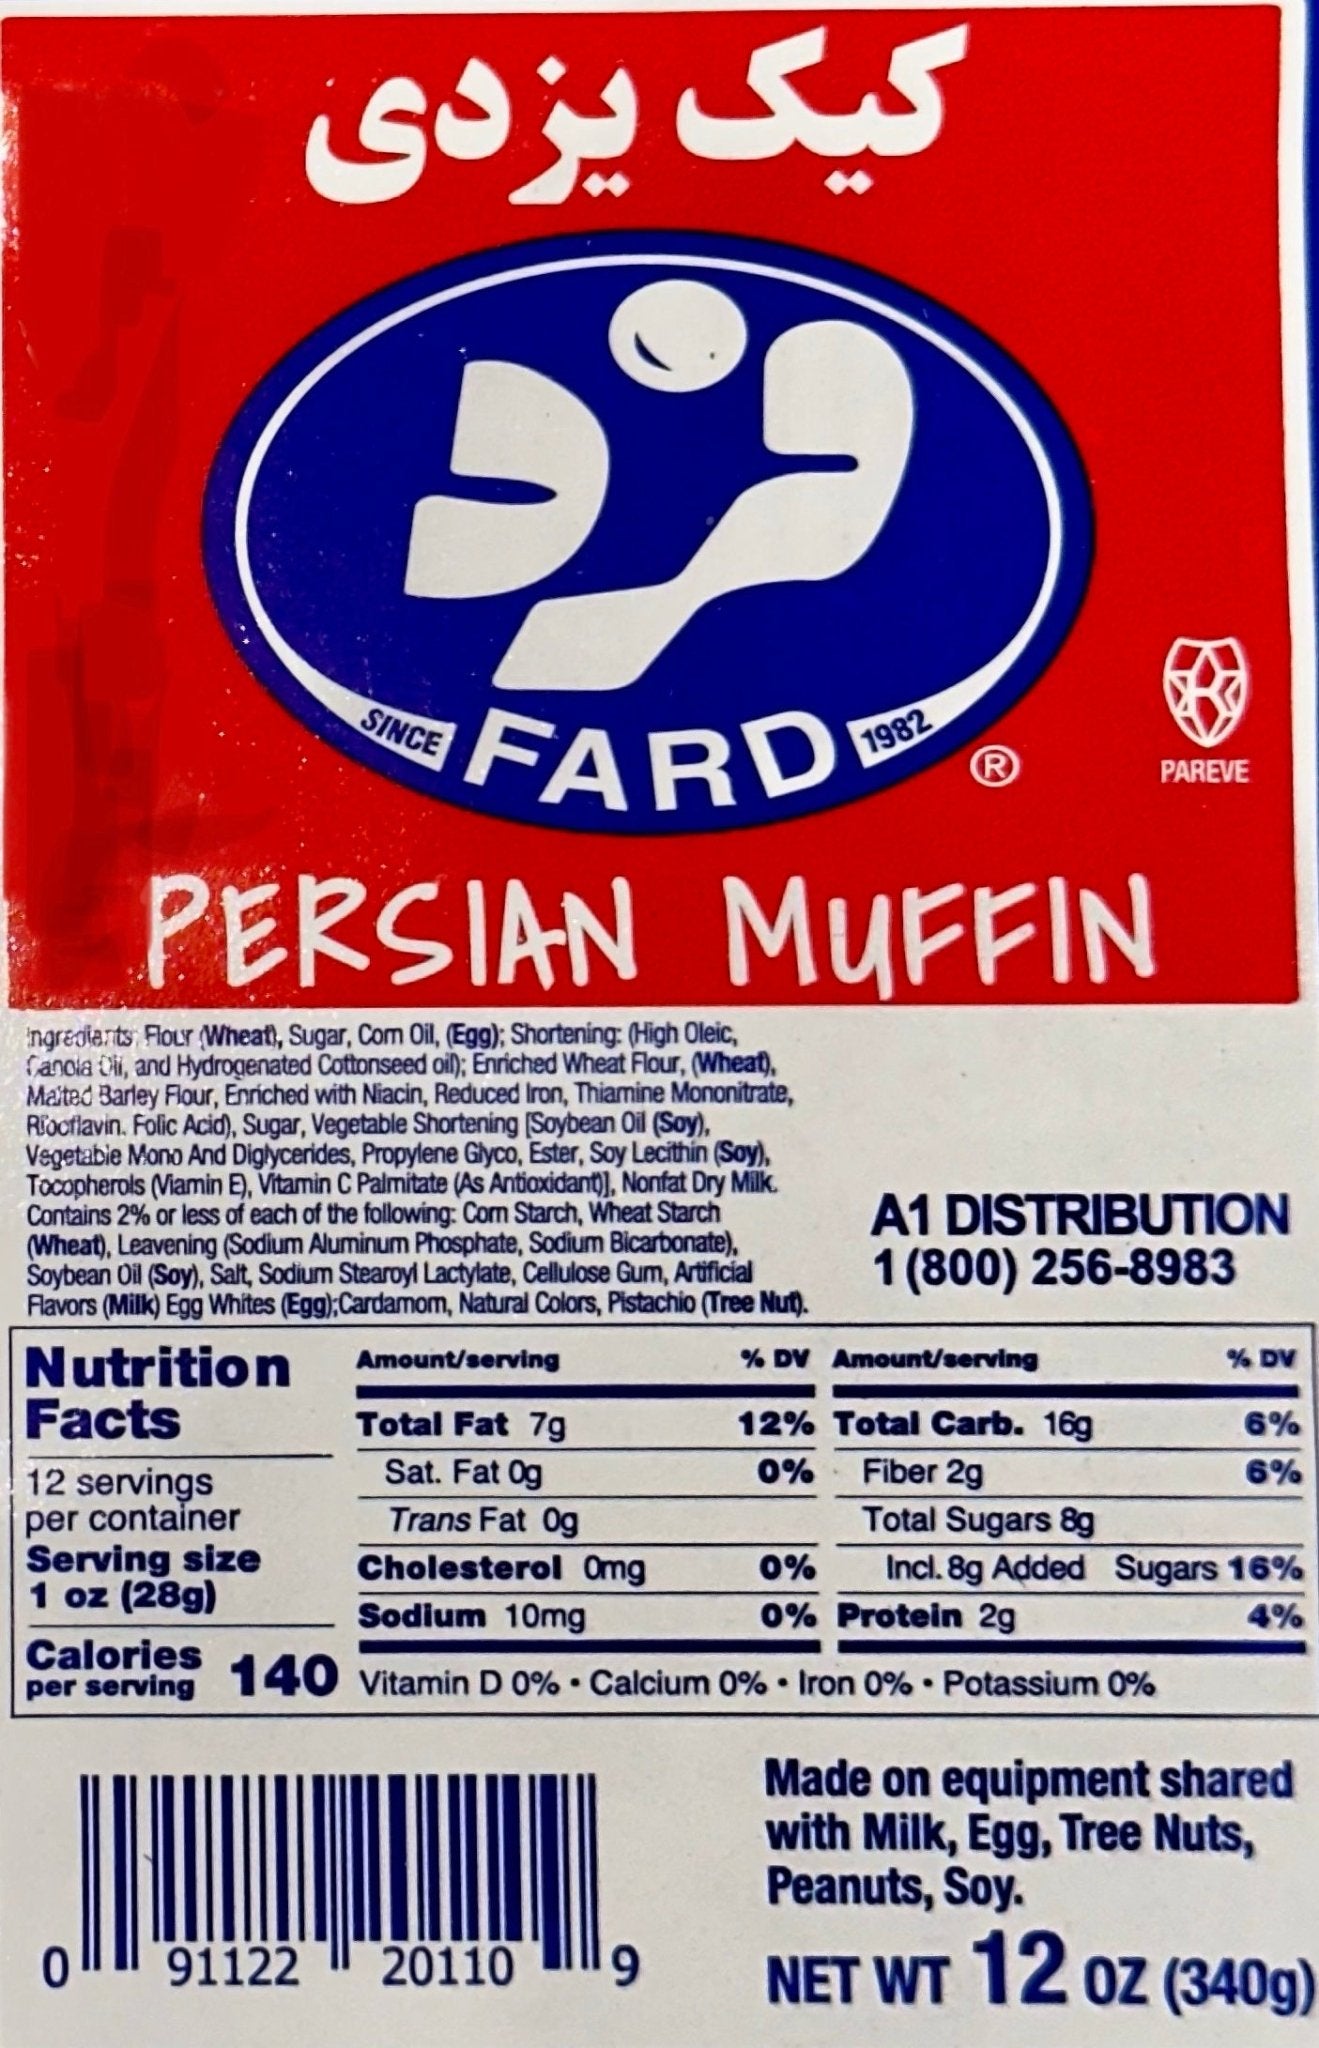 کیک یزدی
فرد
SINCE FARD 1982
®
PAREVE
PERSIAN MUFFIN
Ingredients: Flour (Wheat), Sugar, Corn Oil, (Egg); Shortening: (High Oleic,
Canola Oil, and Hydrogenated Cottonseed oil); Enriched Wheat Flour, (Wheat),
Malted Barley Flour, Enriched with Niacin, Reduced Iron, Thiamine Mononitrate,
Riboflavin. Folic Acid), Sugar, Vegetable Shortening [Soybean Oil (Soy),
Vegetable Mono And Diglycerides, Propylene Glyco, Ester, Soy Lecithin (Soy),
Tocopherols (Viamin E), Vitamin C Palmitate (As Antioxidant)], Nonfat Dry Milk.
Contains 2% or less of each of the following: Corn Starch, Wheat Starch
(Wheat), Leavening (Sodium Aluminum Phosphate, Sodium Bicarbonate),
Soybean Oil (Soy), Salt, Sodium Stearoyl Lactylate, Cellulose Gum, Artificial
Flavors (Milk) Egg Whites (Egg);Cardamom, Natural Colors, Pistachio (Tree Nut).
A1 DISTRIBUTION
1 (800) 256-8983
Nutrition
Facts
12 servings
per container
Serving size
1 oz (28g)
Calories
per serving 140
Amount/serving % DV
Total Fat 7g 12%
Sat. Fat 0g 0%
Trans Fat 0g
Cholesterol 0mg 0%
Sodium 10mg 0%
Amount/serving % DV
Total Carb. 16g 6%
Fiber 2g 6%
Total Sugars 8g
Incl. 8g Added Sugars 16%
Protein 2g 4%
Vitamin D 0% • Calcium 0% • Iron 0% • Potassium 0%
0 91122 20110 9
Made on equipment shared
with Milk, Egg, Tree Nuts,
Peanuts, Soy.
NET WT 12 OZ (340g)